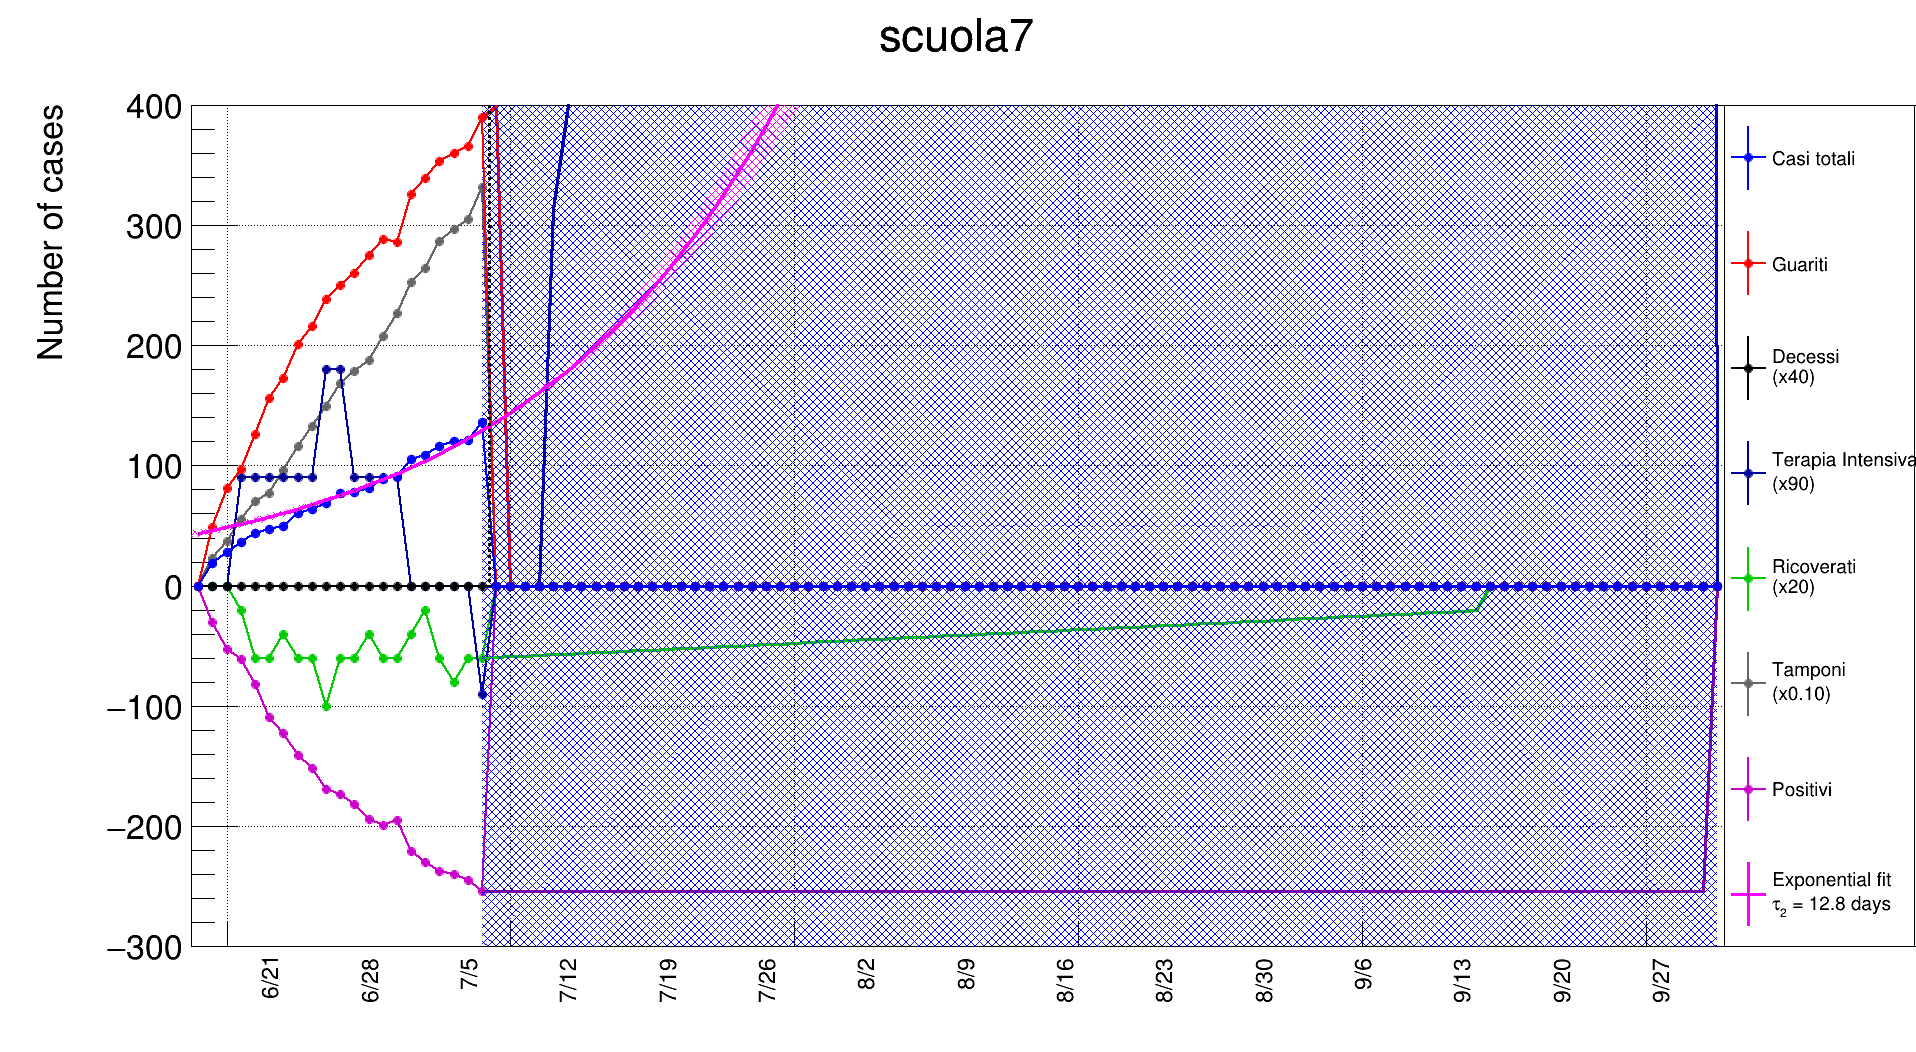 scuola7
Number of cases
400
300
200
100
0
−100
−200
−300
6/21
6/28
7/5
7/12
7/19
7/26
8/2
8/9
8/16
8/23
8/30
9/6
9/13
9/20
9/27
Casi totali
Guariti
Decessi
(x40)
Terapia Intensiva
(x90)
Ricoverati
(x20)
Tamponi
(x0.10)
Positivi
Exponential fit
τ2 = 12.8 days